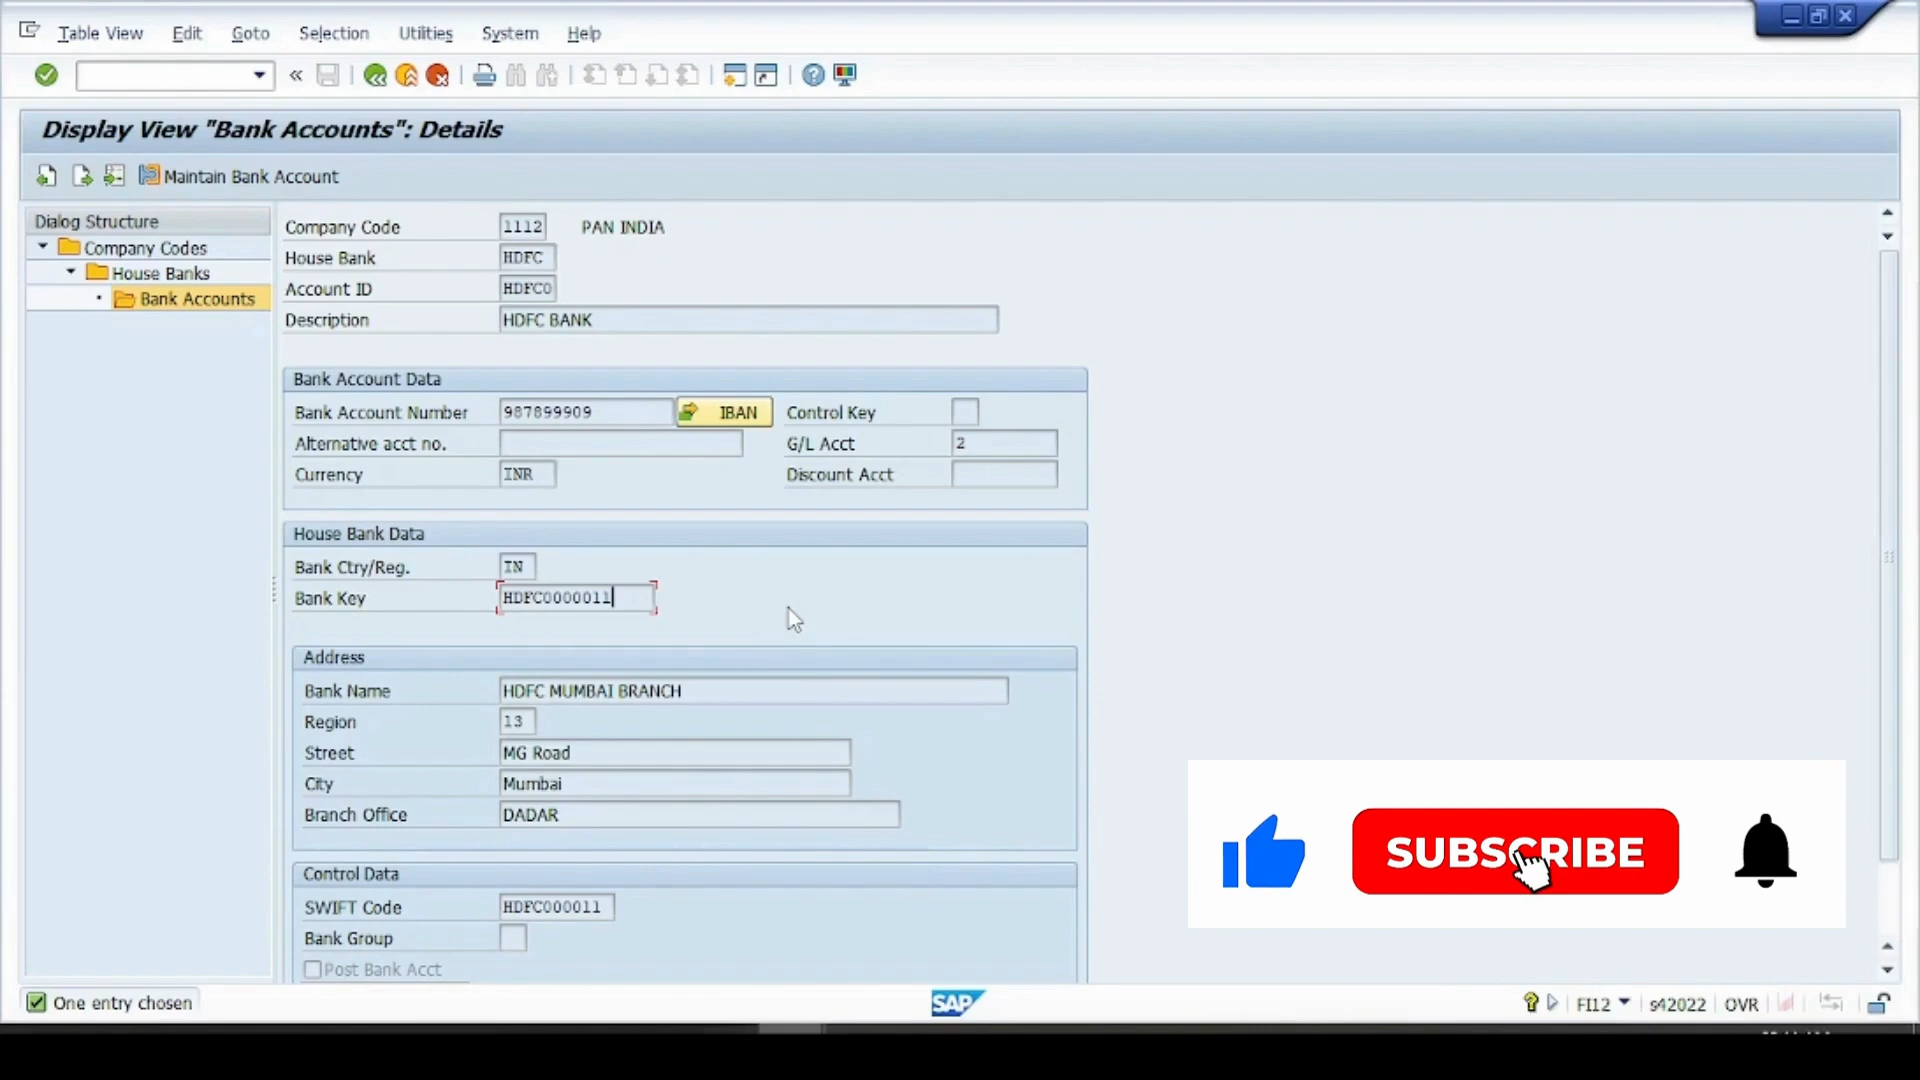 Table View Edit Goto Selection Utilities System Help
Display View "Bank Accounts": Details
Maintain Bank Account
Dialog Structure
Company Codes
House Banks
Bank Accounts
Company Code 1112 PAN INDIA
House Bank HDFC
Account ID HDFC0
Description HDFC BANK
Bank Account Data
Bank Account Number 987899909 IBAN Control Key
Alternative acct no. G/L Acct 2
Currency INR Discount Acct
House Bank Data
Bank Ctry/Reg. IN
Bank Key HDFC0000011
Address
Bank Name HDFC MUMBAI BRANCH
Region 13
Street MG Road
City Mumbai
Branch Office DADAR
Control Data
SWIFT Code HDFC000011
Bank Group
Post Bank Acct
SUBSCRIBE
One entry chosen
SAP
FI12 s42022 OVR